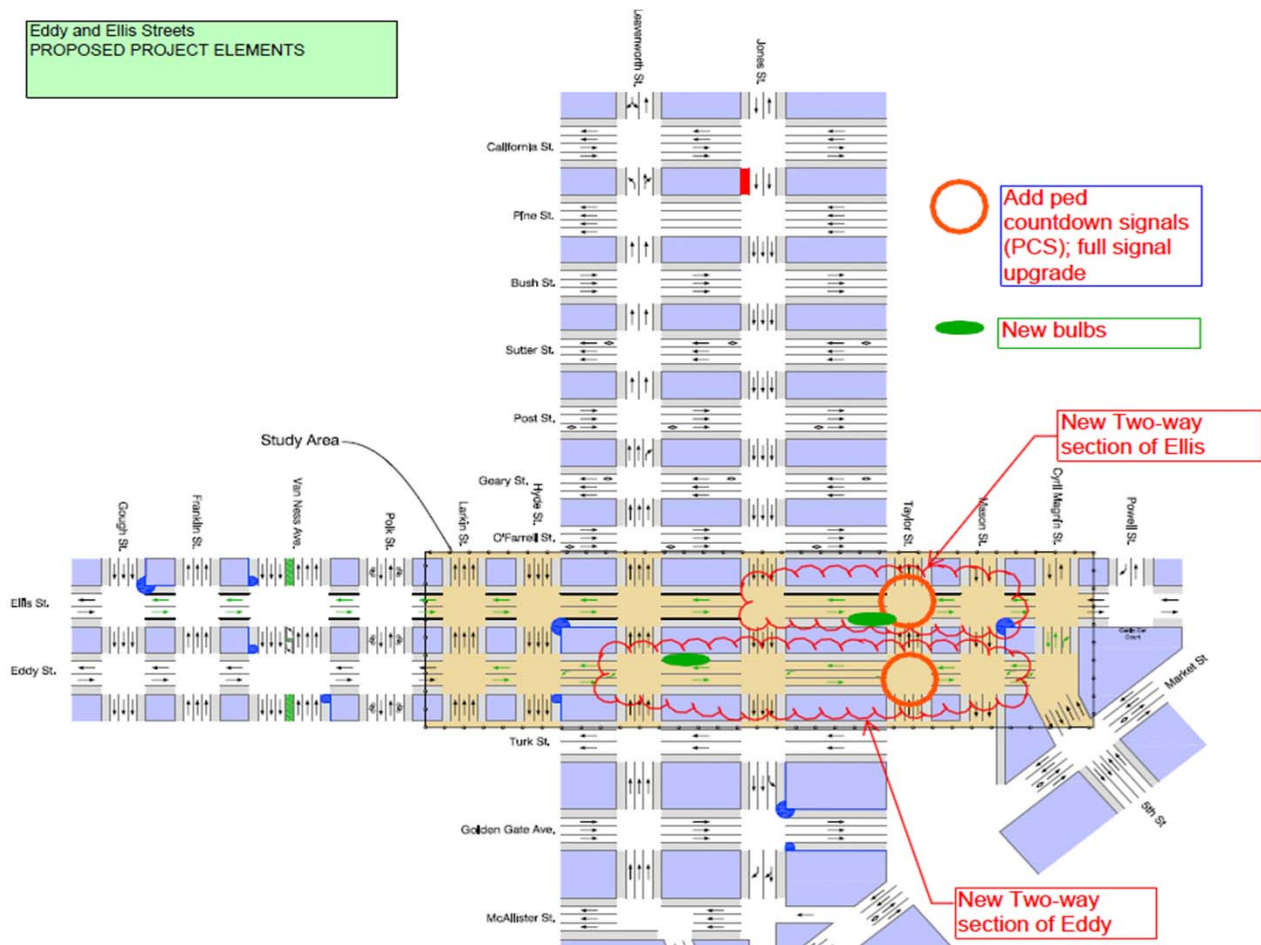 Eddy and Ellis Streets
PROPOSED PROJECT ELEMENTS
Leavenworth St.
Jones St.
California St.
Pine St.
Bush St.
Sutter St.
Post St.
Geary St.
O'Farrell St.
Add ped
countdown signals
(PCS); full signal
upgrade
New bulbs
New Two-way
section of Ellis
Study Area
Gough St.
Franklin St.
Van Ness Ave.
Polk St.
Larkin St.
Hyde St.
Taylor St.
Mason St.
Cyril Magnin St.
Powell St.
Ellis St.
Eddy St.
Cable Car
Court
Market St
5th St
Turk St.
Golden Gate Ave.
McAllister St.
New Two-way
section of Eddy